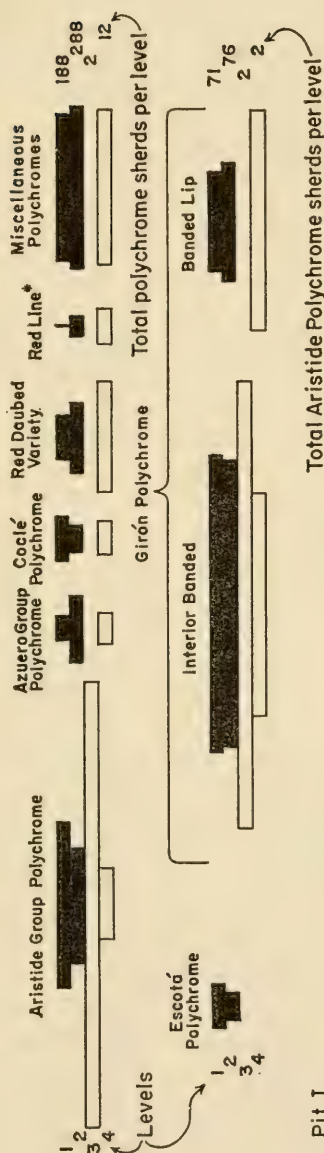 Aristide Group Polychrome
Azuero Group
Polychrome
Coclé
Polychrome
Red Daubed
Variety.
Red Line*
Miscellaneous
Polychromes
1
2
3
4
188
288
2
12
Levels
Total polychrome sherds per level
Girón Polychrome
Escotá
Polychrome
Interior Banded
Banded Lip
1
2
3
4
71
76
2
2
Total Aristide Polychrome sherds per level
Pit I